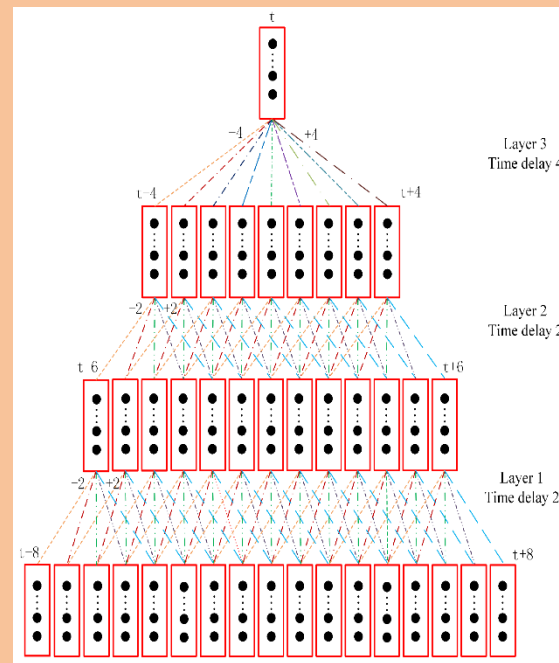 t
-4
+4
Layer 3
Time delay 4
t-4
t+4
-2
+2
Layer 2
Time delay 2
t-6
t+6
-2
+2
Layer 1
Time delay 2
t-8
t+8